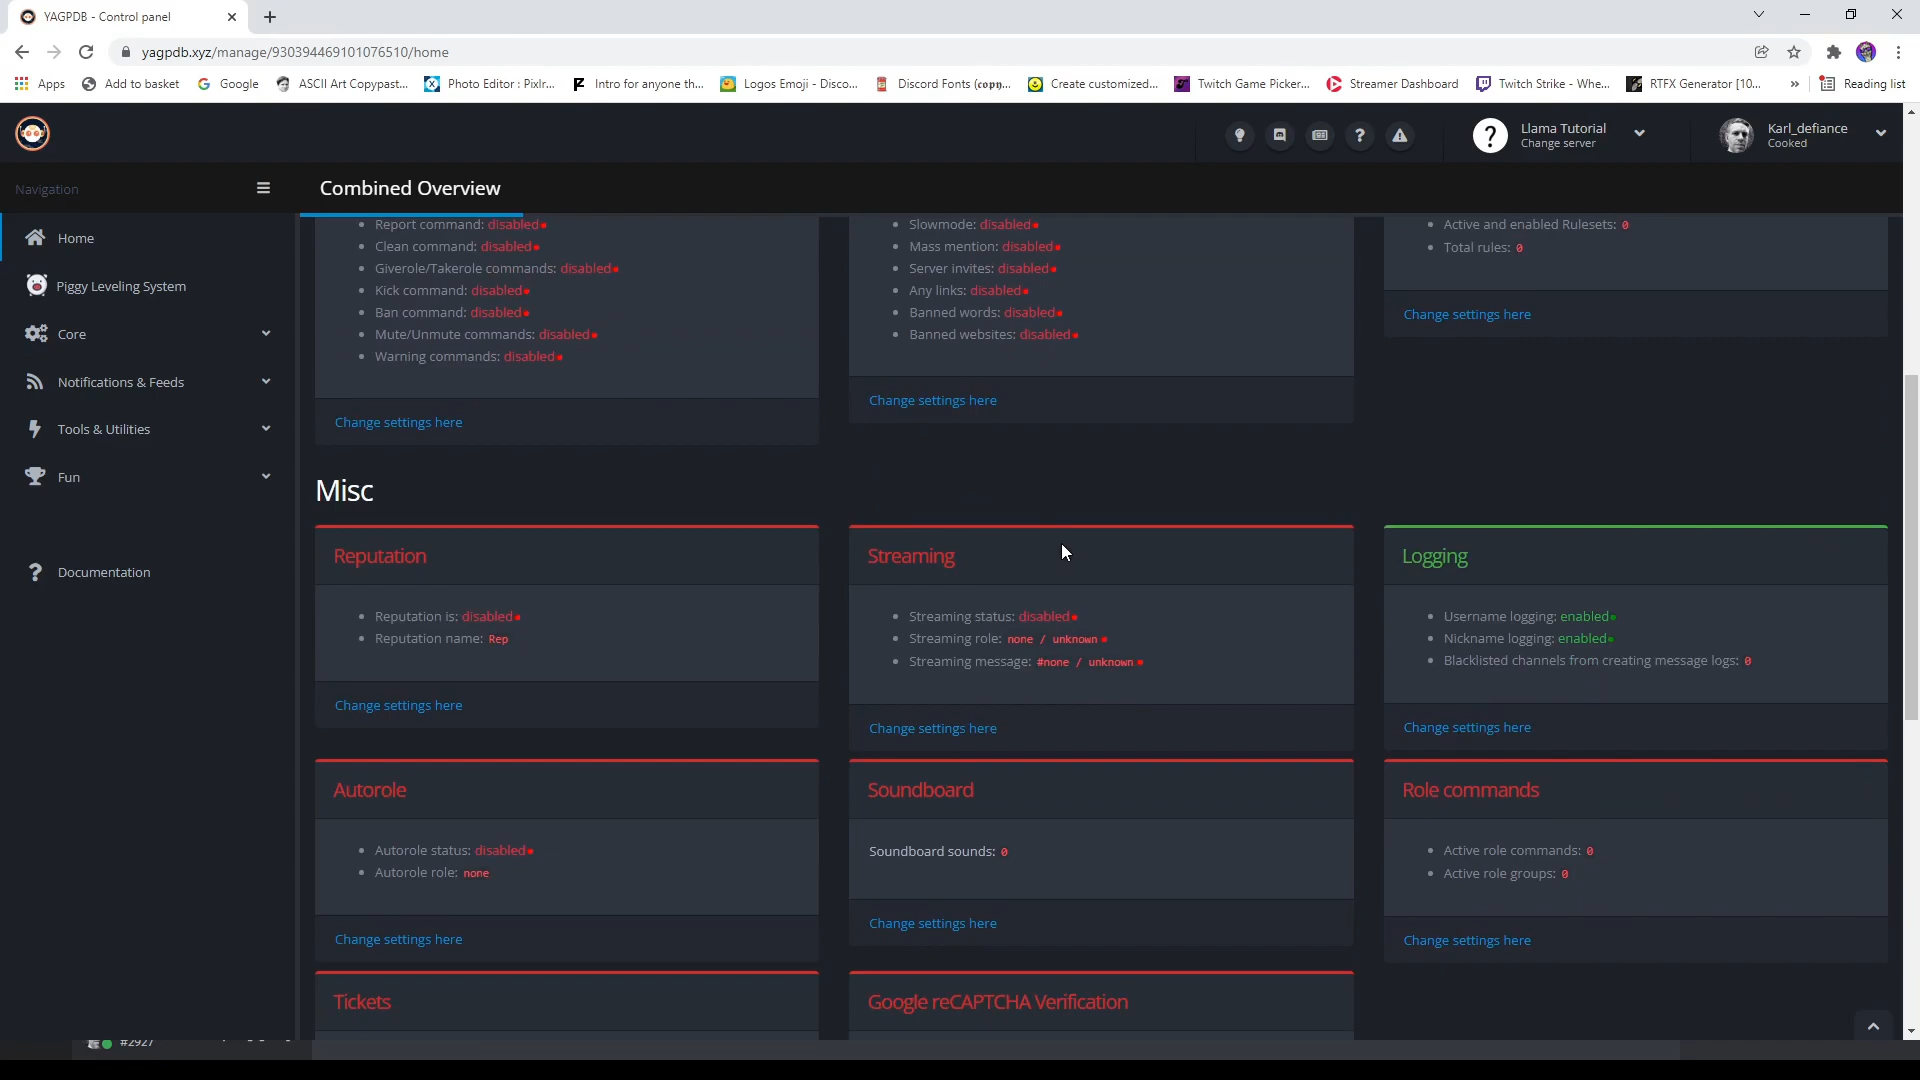 YAGPDB - Control panel
yagpdb.xyz/manage/930394469101076510/home
Apps
Add to basket
Google
ASCII Art Copypast...
Photo Editor : Pixlr...
Intro for anyone th...
Logos Emoji - Disco...
Discord Fonts (𝖈𝖔𝖕𝖞...
Create customized...
Twitch Game Picker...
Streamer Dashboard
Twitch Strike - Whe...
RTFX Generator [10...
»
Reading list
Llama Tutorial
Change server
Karl_defiance
Cooked
Navigation
Combined Overview
Home
Piggy Leveling System
Core
Notifications & Feeds
Tools & Utilities
Fun
Documentation
#2927
Report command: disabled
Clean command: disabled
Giverole/Takerole commands: disabled
Kick command: disabled
Ban command: disabled
Mute/Unmute commands: disabled
Warning commands: disabled
Change settings here
Slowmode: disabled
Mass mention: disabled
Server invites: disabled
Any links: disabled
Banned words: disabled
Banned websites: disabled
Change settings here
Active and enabled Rulesets: 0
Total rules: 0
Change settings here
Misc
Reputation
Reputation is: disabled
Reputation name: Rep
Change settings here
Streaming
Streaming status: disabled
Streaming role: none / unknown
Streaming message: #none / unknown
Change settings here
Logging
Username logging: enabled
Nickname logging: enabled
Blacklisted channels from creating message logs: 0
Change settings here
Autorole
Autorole status: disabled
Autorole role: none
Change settings here
Soundboard
Soundboard sounds: 0
Change settings here
Role commands
Active role commands: 0
Active role groups: 0
Change settings here
Tickets
Google reCAPTCHA Verification